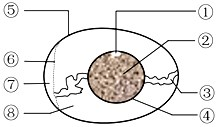 ⑤ ①
⑥ ②
⑦ ③
⑧ ④